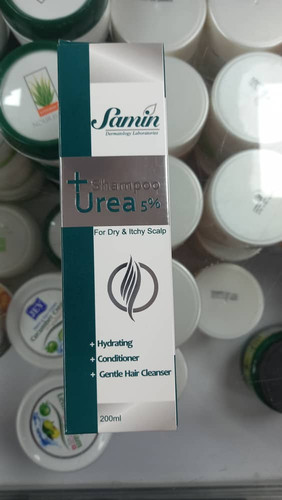 Samin
Dermatology Laboratories
+ Shampoo
Urea 5%
For Dry & Itchy Scalp
+ Hydrating
+ Conditioner
+ Gentle Hair Cleanser
200ml